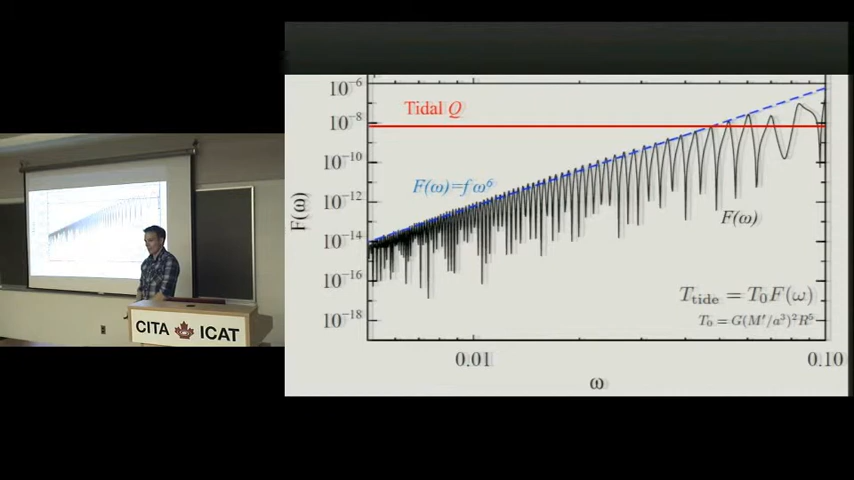 10⁻⁶
Tidal Q
10⁻⁸
10⁻¹⁰
F(ω)=fω⁶
10⁻¹²
F(ω)
F(ω)
10⁻¹⁴
10⁻¹⁶
T_tide = T₀F(ω)
10⁻¹⁸
T₀ = G(M′/a³)²R⁵
CITA ICAT
0.01
0.10
ω